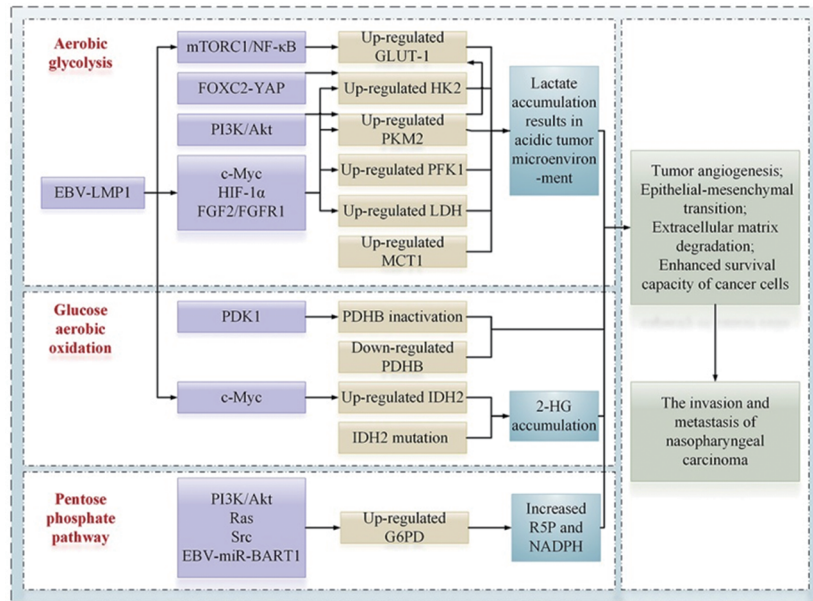 Aerobic
glycolysis
EBV-LMP1
mTORC1/NF-κB
FOXC2-YAP
PI3K/Akt
c-Myc
HIF-1α
FGF2/FGFR1
Up-regulated
GLUT-1
Up-regulated HK2
Up-regulated
PKM2
Up-regulated PFK1
Up-regulated LDH
Up-regulated
MCT1
Lactate
accumulation
results in
acidic tumor
microenviron
-ment
Glucose
aerobic
oxidation
PDK1
c-Myc
PDHB inactivation
Down-regulated
PDHB
Up-regulated IDH2
IDH2 mutation
2-HG
accumulation
Pentose
phosphate
pathway
PI3K/Akt
Ras
Src
EBV-miR-BART1
Up-regulated
G6PD
Increased
R5P and
NADPH
Tumor angiogenesis;
Epithelial-mesenchymal
transition;
Extracellular matrix
degradation;
Enhanced survival
capacity of cancer cells
The invasion and
metastasis of
nasopharyngeal
carcinoma